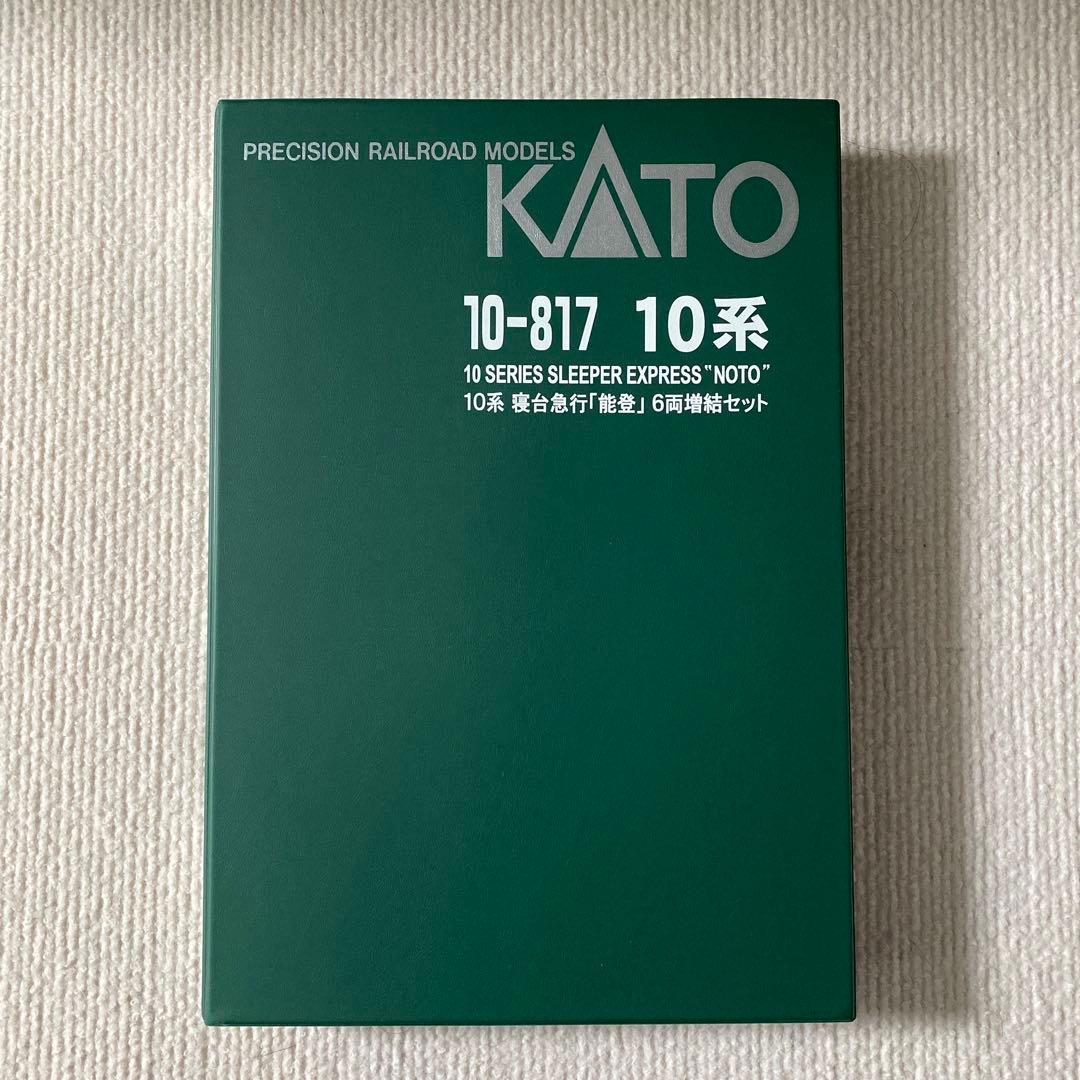 PRECISION RAILROAD MODELS
KATO
10-817 10系
10 SERIES SLEEPER EXPRESS "NOTO"
10系 寝台急行「能登」 6両増結セット